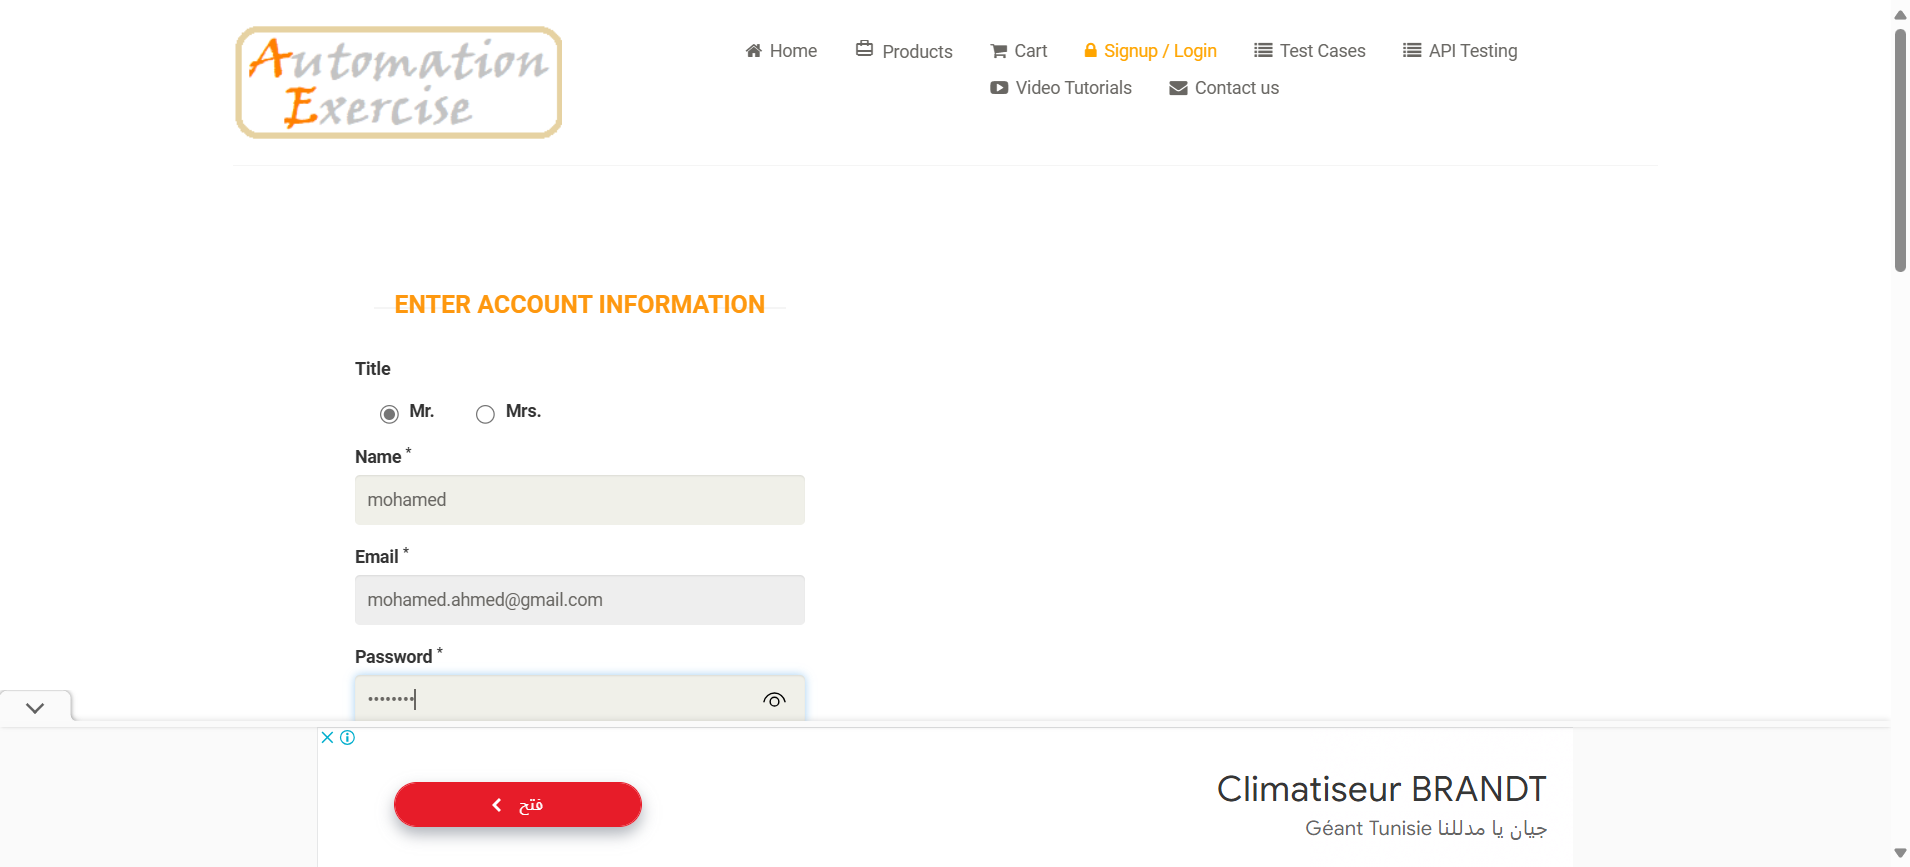 Automation
Exercise
Home
Products
Cart
Signup / Login
Test Cases
API Testing
Video Tutorials
Contact us
ENTER ACCOUNT INFORMATION
Title
Mr.
Mrs.
Name *
mohamed
Email *
mohamed.ahmed@gmail.com
Password *
••••••••
فتح
Climatiseur BRANDT
جيان يا مدللنا Géant Tunisie